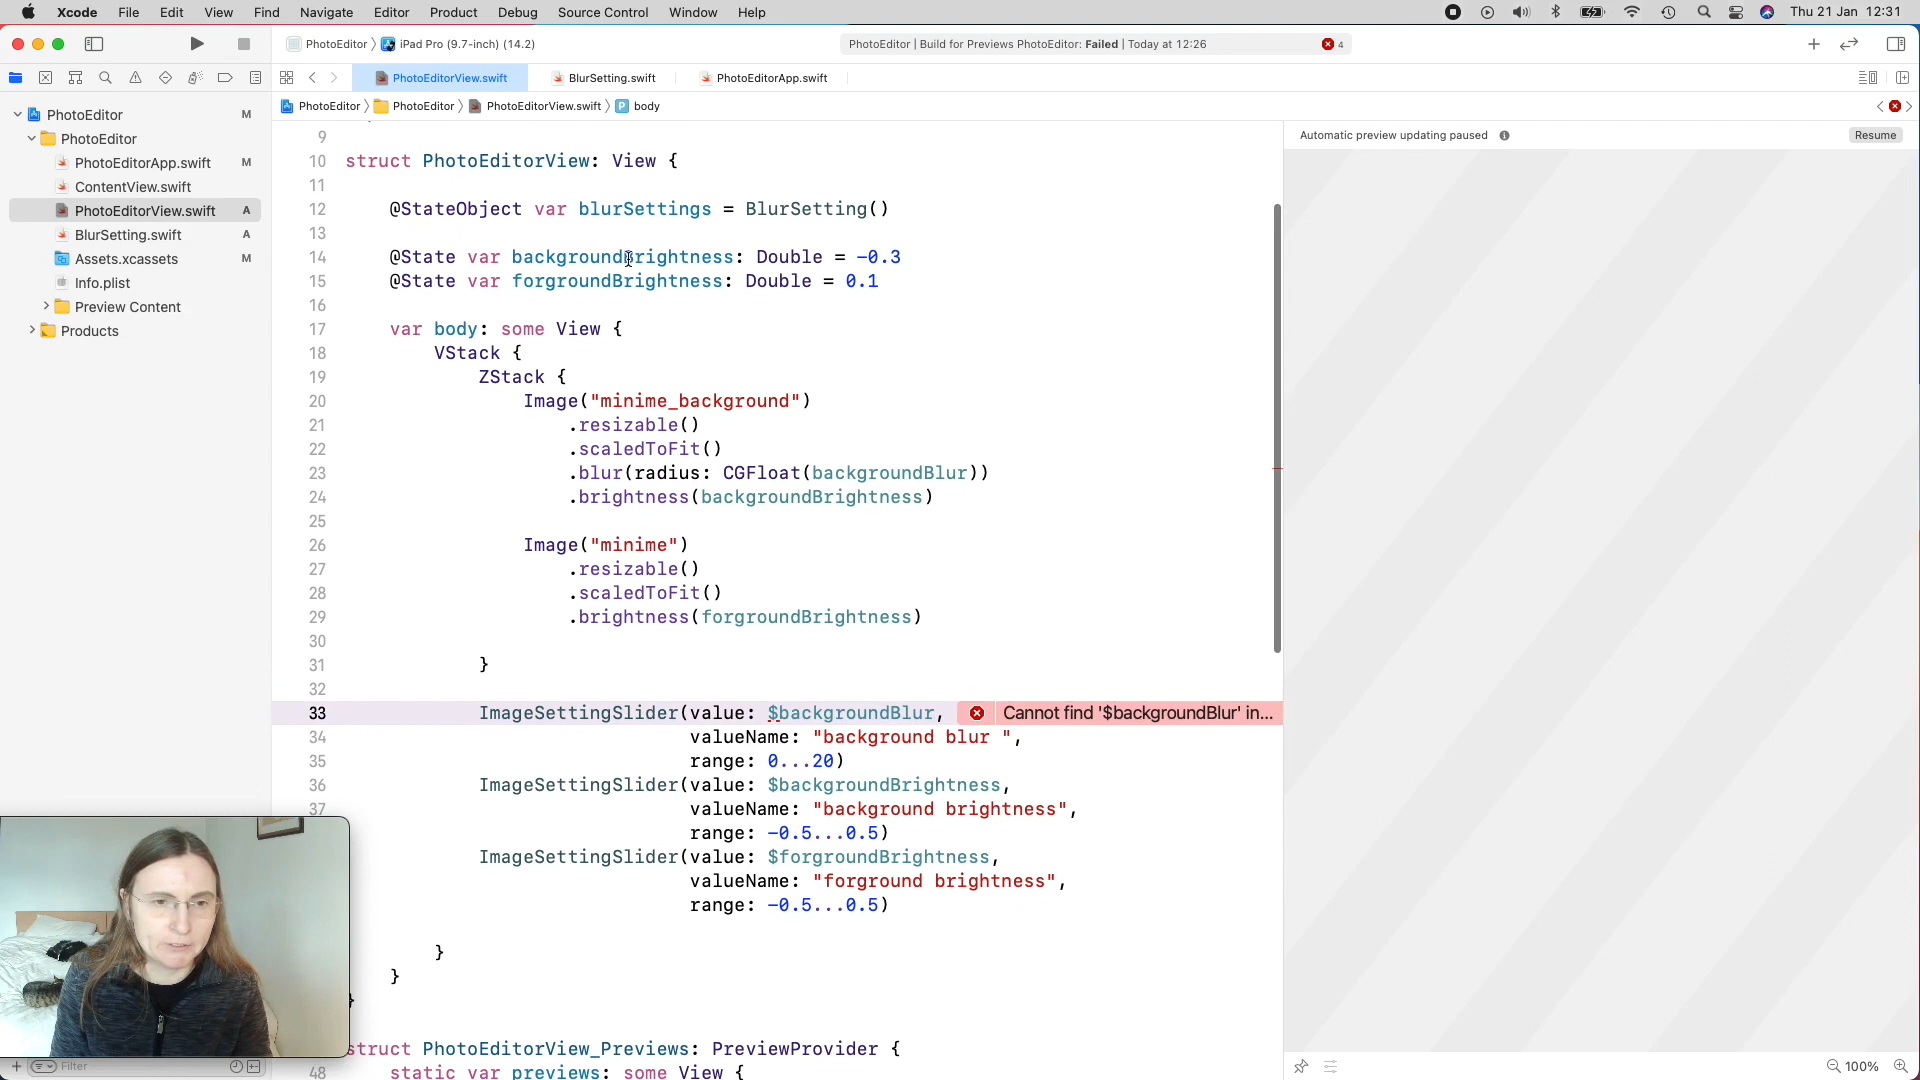 Xcode File Edit View Find Navigate Editor Product Debug Source Control Window Help Thu 21 Jan 12:31
PhotoEditor iPad Pro (9.7-inch) (14.2) PhotoEditor | Build for Previews PhotoEditor: Failed | Today at 12:26 4
PhotoEditorView.swift BlurSetting.swift PhotoEditorApp.swift
PhotoEditor PhotoEditor PhotoEditorView.swift body
PhotoEditor M
PhotoEditor
PhotoEditorApp.swift M
ContentView.swift
PhotoEditorView.swift A
BlurSetting.swift A
Assets.xcassets M
Info.plist
Preview Content
Products
Filter
9
10 struct PhotoEditorView: View {
11
12 @StateObject var blurSettings = BlurSetting()
13
14 @State var backgroundBrightness: Double = -0.3
15 @State var forgroundBrightness: Double = 0.1
16
17 var body: some View {
18 VStack {
19 ZStack {
20 Image("minime_background")
21 .resizable()
22 .scaledToFit()
23 .blur(radius: CGFloat(backgroundBlur))
24 .brightness(backgroundBrightness)
25
26 Image("minime")
27 .resizable()
28 .scaledToFit()
29 .brightness(forgroundBrightness)
30
31 }
32
33 ImageSettingSlider(value: $backgroundBlur, Cannot find '$backgroundBlur' in...
34 valueName: "background blur ",
35 range: 0...20)
36 ImageSettingSlider(value: $backgroundBrightness,
37 valueName: "background brightness",
range: -0.5...0.5)
ImageSettingSlider(value: $forgroundBrightness,
valueName: "forground brightness",
range: -0.5...0.5)
}
}
}
struct PhotoEditorView_Previews: PreviewProvider {
48 static var previews: some View {
Automatic preview updating paused Resume
100%